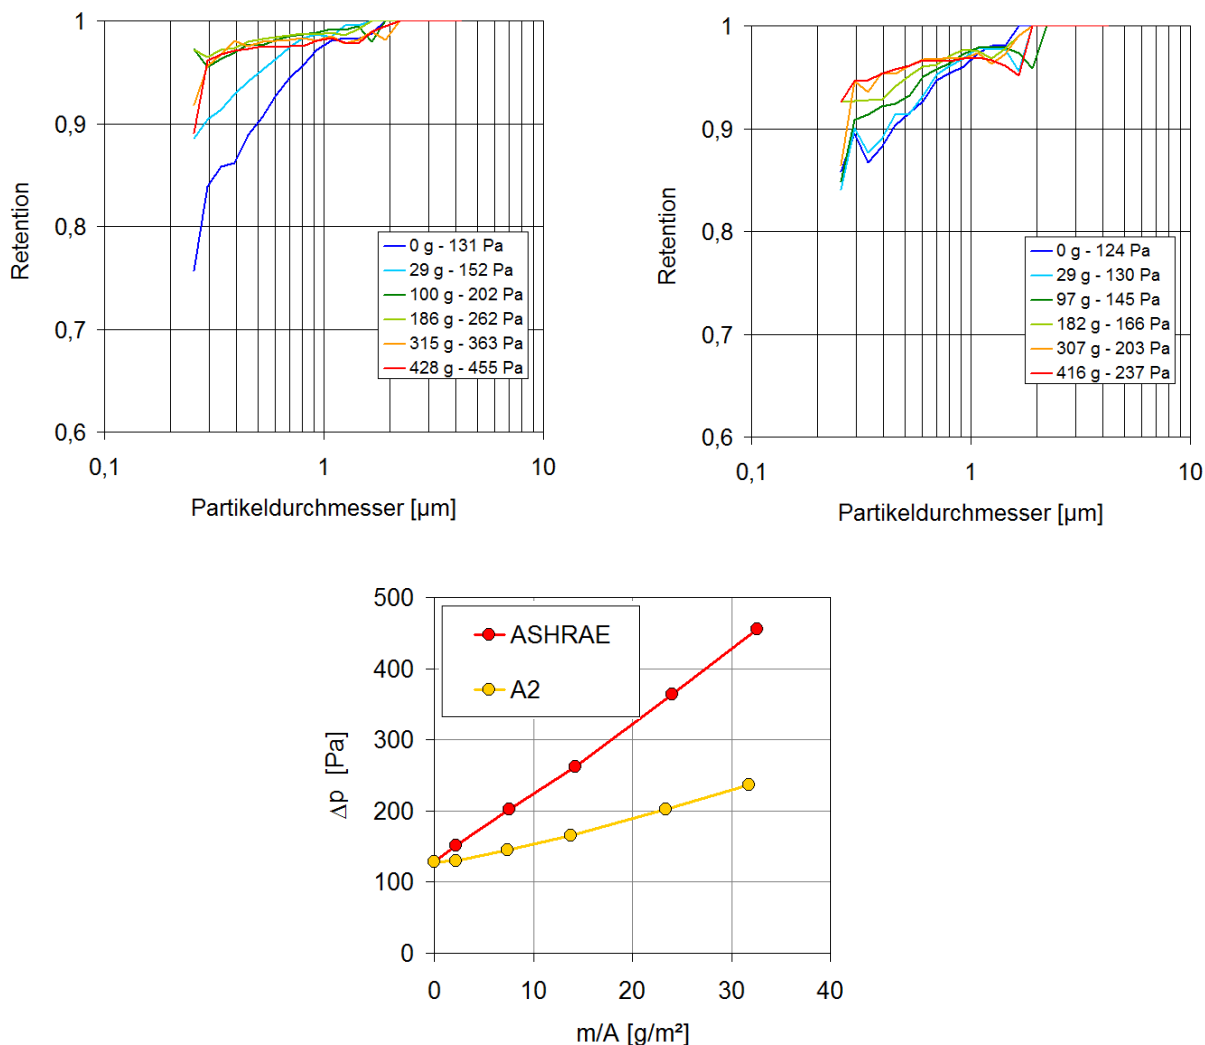 1
0,9
0,8
0,7
0,6
Retention
0 g - 131 Pa
29 g - 152 Pa
100 g - 202 Pa
186 g - 262 Pa
315 g - 363 Pa
428 g - 455 Pa
0,1
1
10
Partikeldurchmesser [µm]
1
0,9
0,8
0,7
0,6
Retention
0 g - 124 Pa
29 g - 130 Pa
97 g - 145 Pa
182 g - 166 Pa
307 g - 203 Pa
416 g - 237 Pa
0,1
1
10
Partikeldurchmesser [µm]
500
400
300
200
100
0
Δp [Pa]
ASHRAE
A2
0
10
20
30
40
m/A [g/m²]